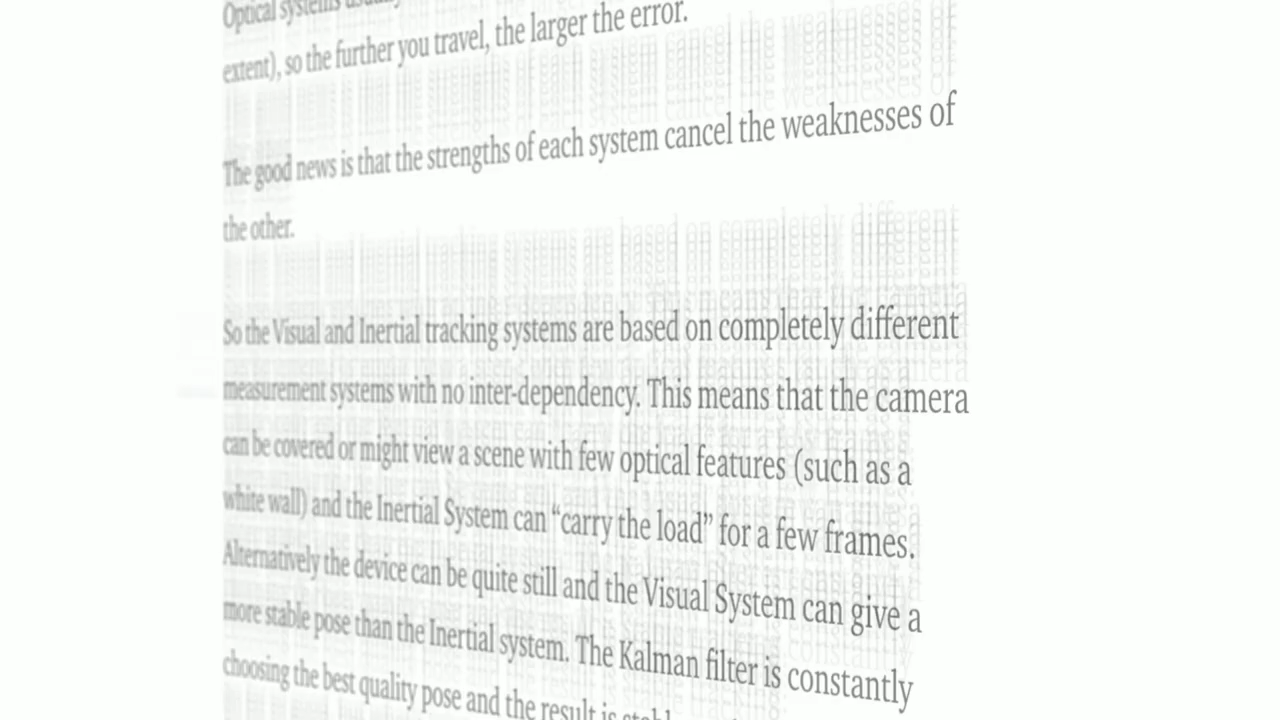 Optical systems
extent), so the further you travel, the larger the error.
The good news is that the strengths of each system cancel the weaknesses of
the other.
So the Visual and Inertial tracking systems are based on completely different
measurement systems with no inter-dependency. This means that the camera
can be covered or might view a scene with few optical features (such as a
white wall) and the Inertial System can “carry the load” for a few frames.
Alternatively the device can be quite still and the Visual System can give a
more stable pose than the Inertial system. The Kalman filter is constantly
choosing the best quality pose and the result is